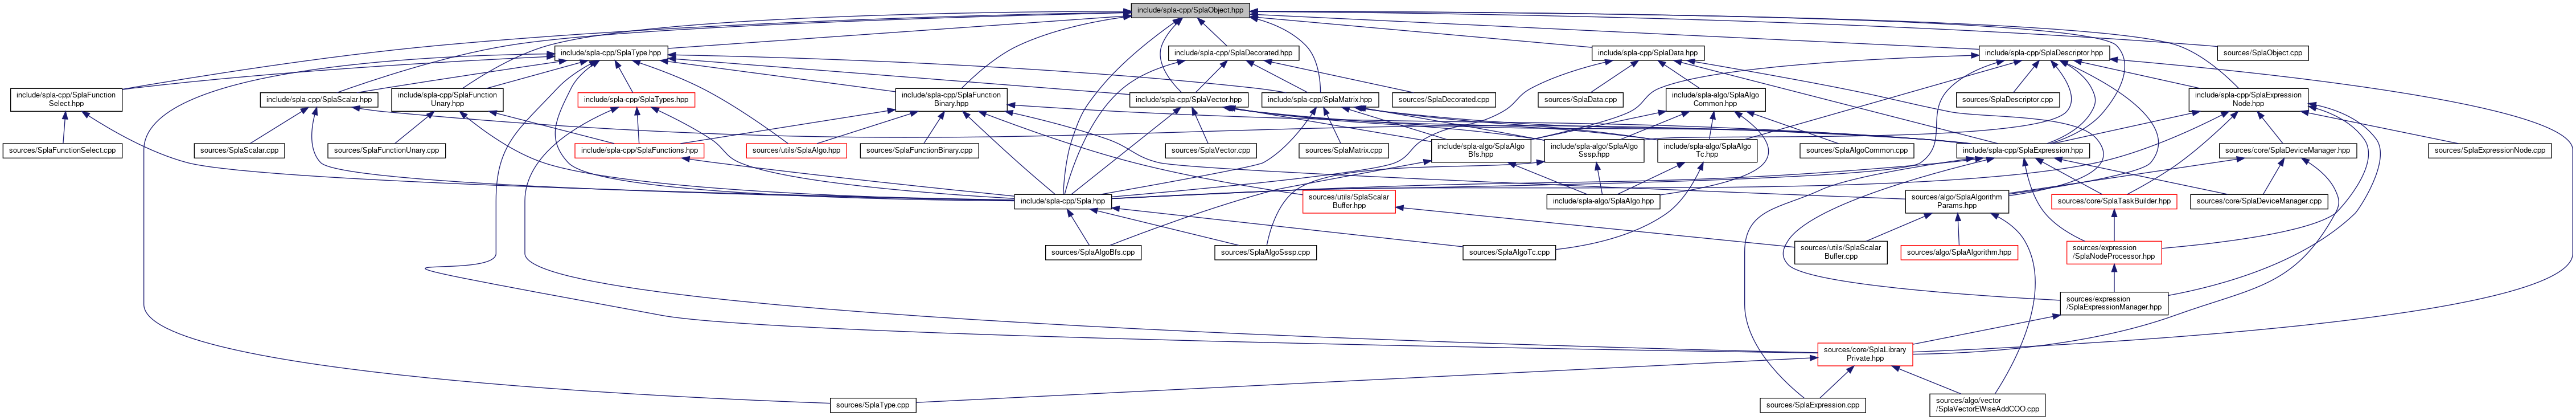 include/spla-cpp/SplaObject.hpp
include/spla-cpp/SplaType.hpp
include/spla-cpp/SplaDecorated.hpp
include/spla-cpp/SplaData.hpp
include/spla-cpp/SplaDescriptor.hpp
sources/SplaObject.cpp
include/spla-cpp/SplaFunction
Select.hpp
include/spla-cpp/SplaScalar.hpp
include/spla-cpp/SplaFunction
Unary.hpp
include/spla-cpp/SplaTypes.hpp
include/spla-cpp/SplaFunction
Binary.hpp
include/spla-cpp/SplaVector.hpp
include/spla-cpp/SplaMatrix.hpp
sources/SplaDecorated.cpp
sources/SplaData.cpp
include/spla-algo/SplaAlgo
Common.hpp
sources/SplaDescriptor.cpp
include/spla-cpp/SplaExpression
Node.hpp
sources/SplaFunctionSelect.cpp
sources/SplaScalar.cpp
sources/SplaFunctionUnary.cpp
include/spla-cpp/SplaFunctions.hpp
sources/utils/SplaAlgo.hpp
sources/SplaFunctionBinary.cpp
sources/SplaVector.cpp
sources/SplaMatrix.cpp
include/spla-algo/SplaAlgo
Bfs.hpp
include/spla-algo/SplaAlgo
Sssp.hpp
include/spla-algo/SplaAlgo
Tc.hpp
sources/SplaAlgoCommon.cpp
include/spla-cpp/SplaExpression.hpp
sources/core/SplaDeviceManager.hpp
sources/SplaExpressionNode.cpp
include/spla-cpp/Spla.hpp
sources/utils/SplaScalar
Buffer.hpp
include/spla-algo/SplaAlgo.hpp
sources/algo/SplaAlgorithm
Params.hpp
sources/core/SplaTaskBuilder.hpp
sources/core/SplaDeviceManager.cpp
sources/SplaAlgoBfs.cpp
sources/SplaAlgoSssp.cpp
sources/SplaAlgoTc.cpp
sources/utils/SplaScalar
Buffer.cpp
sources/algo/SplaAlgorithm.hpp
sources/expression
/SplaNodeProcessor.hpp
sources/expression
/SplaExpressionManager.hpp
sources/core/SplaLibrary
Private.hpp
sources/SplaType.cpp
sources/SplaExpression.cpp
sources/algo/vector
/SplaVectorEWiseAddCOO.cpp